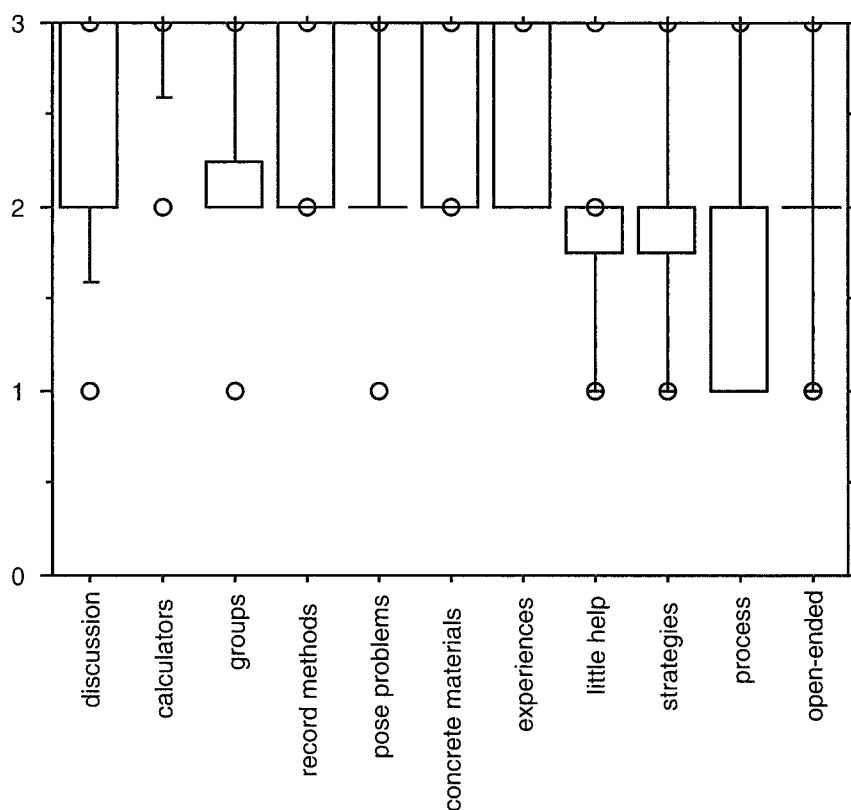 3
2
1
0
discussion
calculators
groups
record methods
pose problems
concrete materials
experiences
little help
strategies
process
open-ended